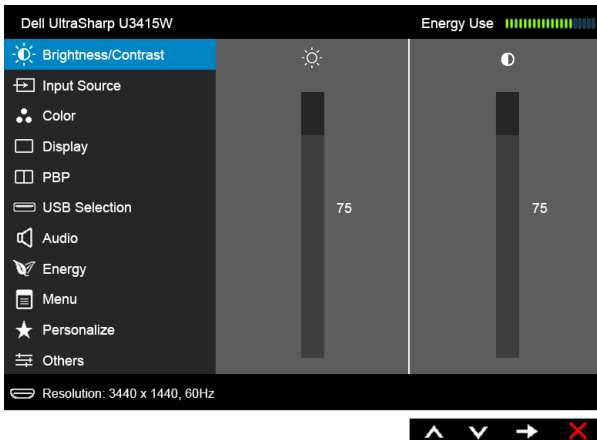 Dell UltraSharp U3415W
Energy Use
Brightness/Contrast
Input Source
Color
Display
PBP
USB Selection
Audio
Energy
Menu
Personalize
Others
75
75
Resolution: 3440 x 1440, 60Hz